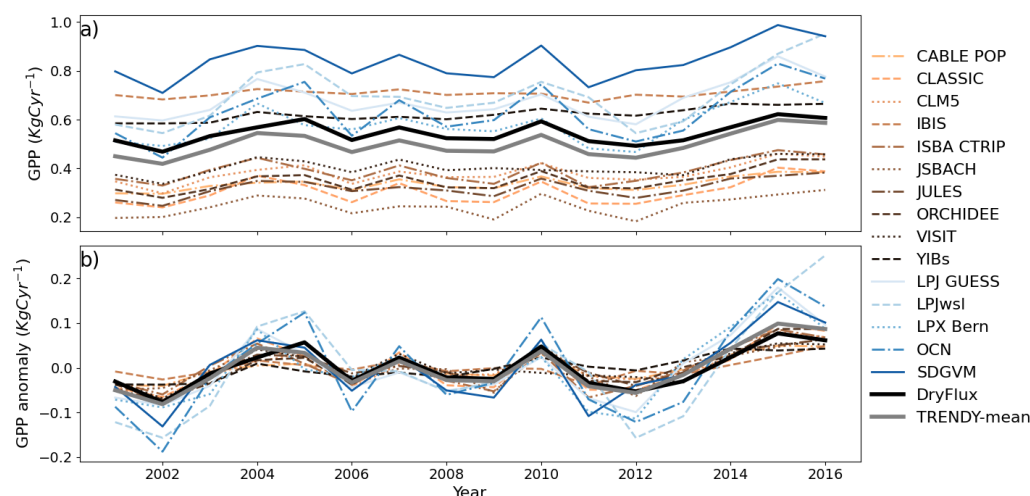 a)
GPP (KgCyr⁻¹)
1.0
0.8
0.6
0.4
0.2
b)
GPP anomaly (KgCyr⁻¹)
0.2
0.1
0.0
−0.1
−0.2
2002 2004 2006 2008 2010 2012 2014 2016
Year
CABLE POP
CLASSIC
CLM5
IBIS
ISBA CTRIP
JSBACH
JULES
ORCHIDEE
VISIT
YIBs
LPJ GUESS
LPJwsl
LPX Bern
OCN
SDGVM
DryFlux
TRENDY-mean